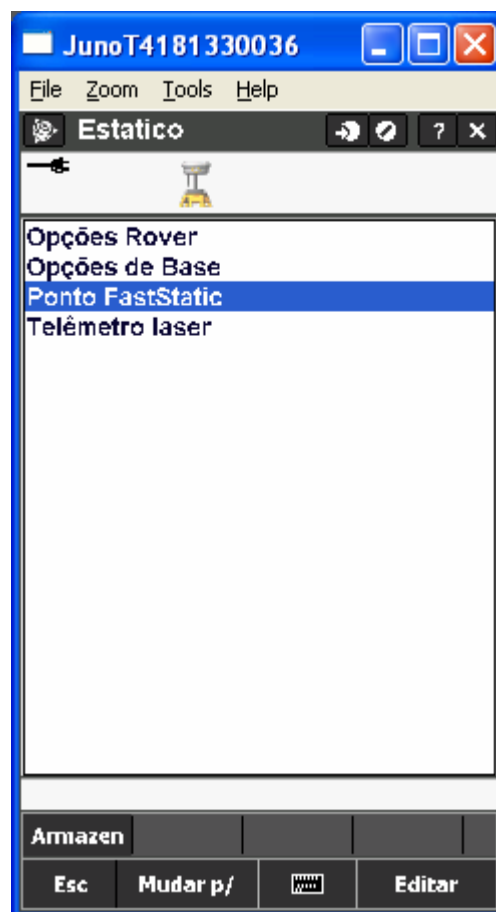 JunoT4181330036
File Zoom Tools Help
Estatico ? X
Opções Rover
Opções de Base
Ponto FastStatic
Telêmetro laser
Armazen
Esc Mudar p/ Editar